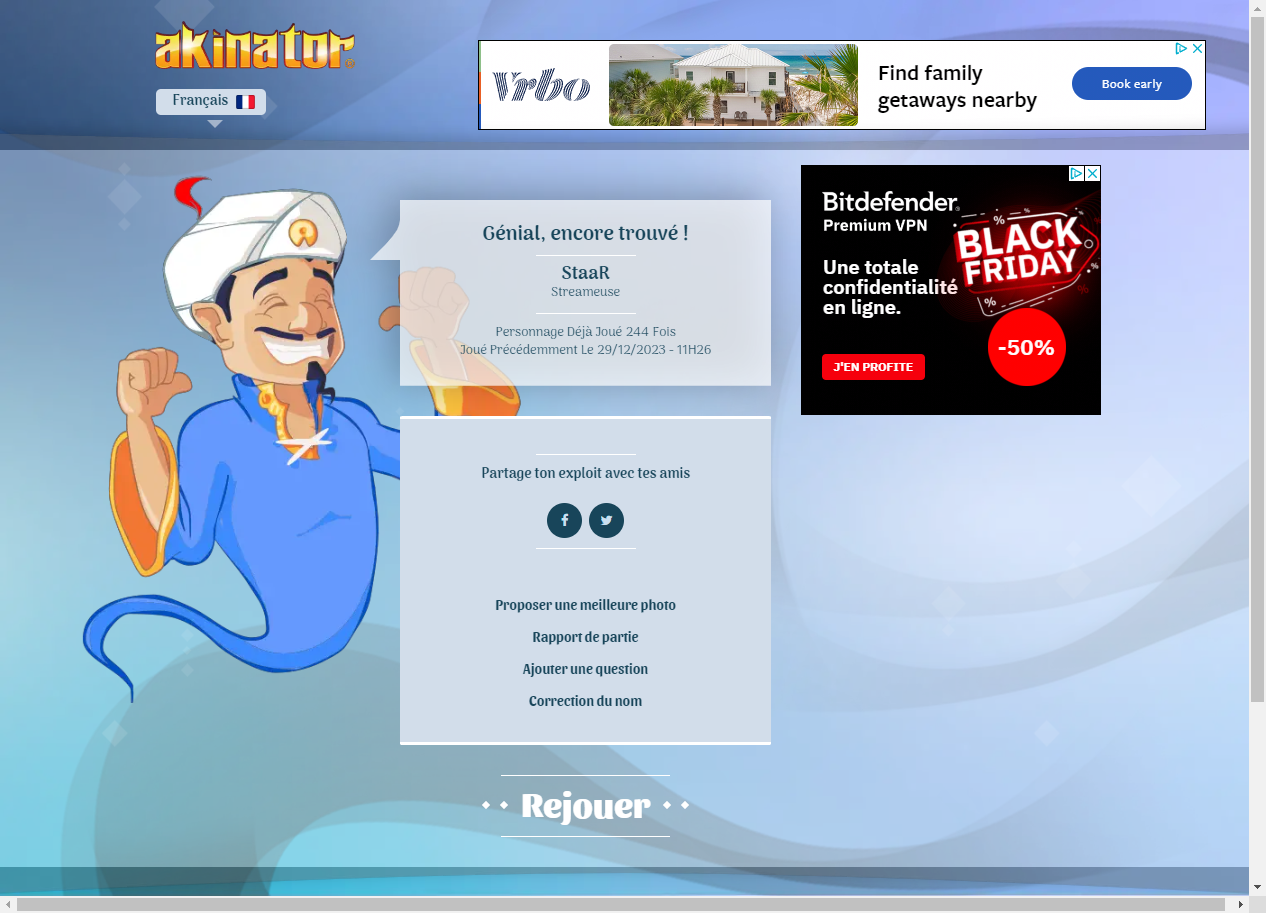 akinator
Français
Vrbo
Find family
getaways nearby
Book early
Génial, encore trouvé !
StaaR
Streameuse
Personnage Déjà Joué 244 Fois
Joué Précédemment Le 29/12/2023 - 11H26
Bitdefender
Premium VPN
BLACK
FRIDAY
Une totale
confidentialité
en ligne.
-50%
J'EN PROFITE
Partage ton exploit avec tes amis
Proposer une meilleure photo
Rapport de partie
Ajouter une question
Correction du nom
Rejouer